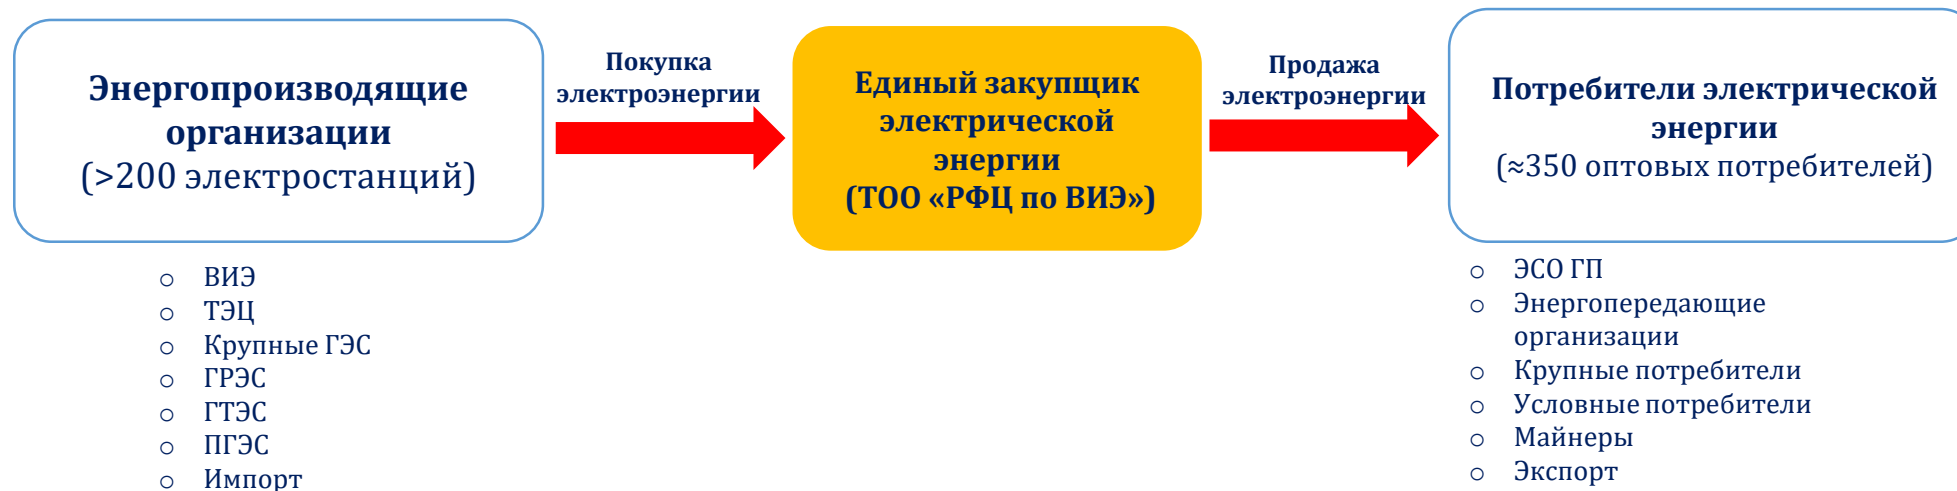 Энергопроизводящие
организации
(>200 электростанций)
o ВИЭ
o ТЭЦ
o Крупные ГЭС
o ГРЭС
o ГТЭС
o ПГЭС
o Импорт
Покупка
электроэнергии
Единый закупщик
электрической
энергии
(ТОО «РФЦ по ВИЭ»)
Продажа
электроэнергии
Потребители электрической
энергии
(≈350 оптовых потребителей)
o ЭСО ГП
o Энергопередающие
организации
o Крупные потребители
o Условные потребители
o Майнеры
o Экспорт